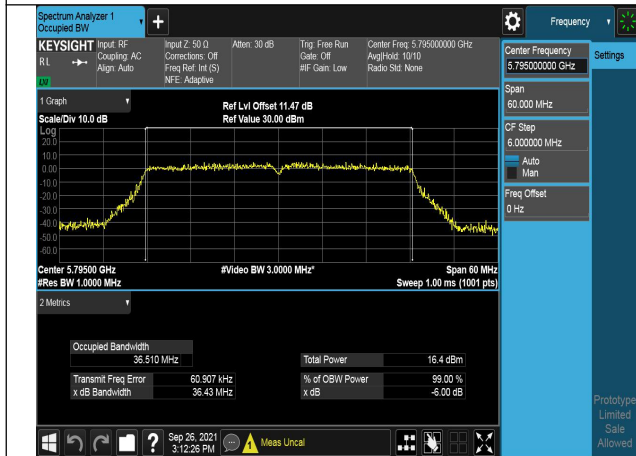 Spectrum Analyzer 1
Occupied BW
+
Frequency
KEYSIGHT
RL
Input: RF
Coupling: AC
Align: Auto
Input Z: 50 Ω
Corrections: Off
Freq Ref: Int (S)
NFE: Adaptive
Atten: 30 dB
Trig: Free Run
Gate: Off
#IF Gain: Low
Center Freq: 5.795000000 GHz
Avg|Hold: 10/10
Radio Std: None
LXI
Center Frequency
5.795000000 GHz
Settings
Span
60.000 MHz
CF Step
6.000000 MHz
Auto
Man
Freq Offset
0 Hz
1 Graph
Scale/Div 10.0 dB
Ref Lvl Offset 11.47 dB
Ref Value 30.00 dBm
Log
20.0
10.0
0.00
-10.0
-20.0
-30.0
-40.0
-50.0
-60.0
Center 5.79500 GHz
#Video BW 3.0000 MHz*
Span 60 MHz
#Res BW 1.0000 MHz
Sweep 1.00 ms (1001 pts)
2 Metrics
Occupied Bandwidth
36.510 MHz
Total Power 16.4 dBm
Transmit Freq Error 60.907 kHz
% of OBW Power 99.00 %
x dB Bandwidth 36.43 MHz
x dB -6.00 dB
Prototype
Limited
Sale
Allowed
?
Sep 26, 2021
3:12:26 PM
Meas Uncal